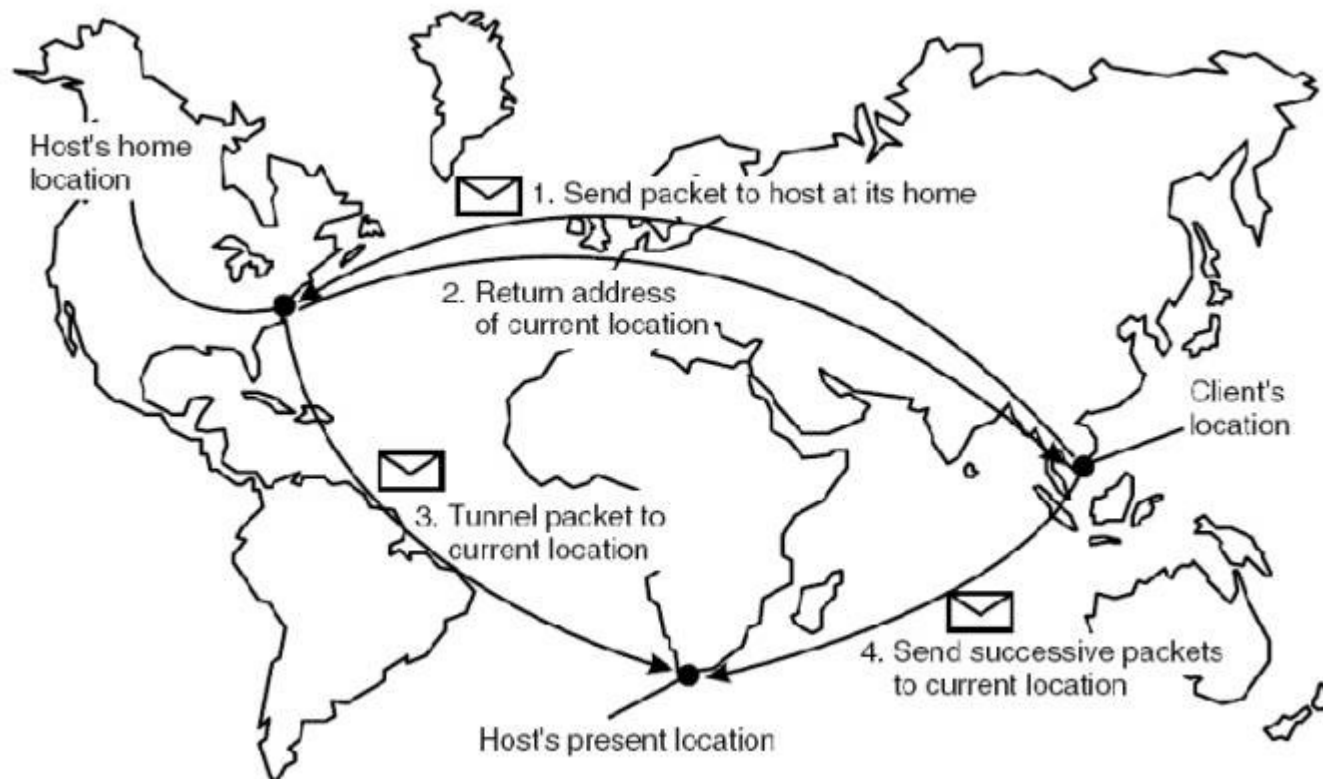 Host's home
location
1. Send packet to host at its home
2. Return address
of current location
Client's
location
3. Tunnel packet to
current location
4. Send successive packets
to current location
Host's present location